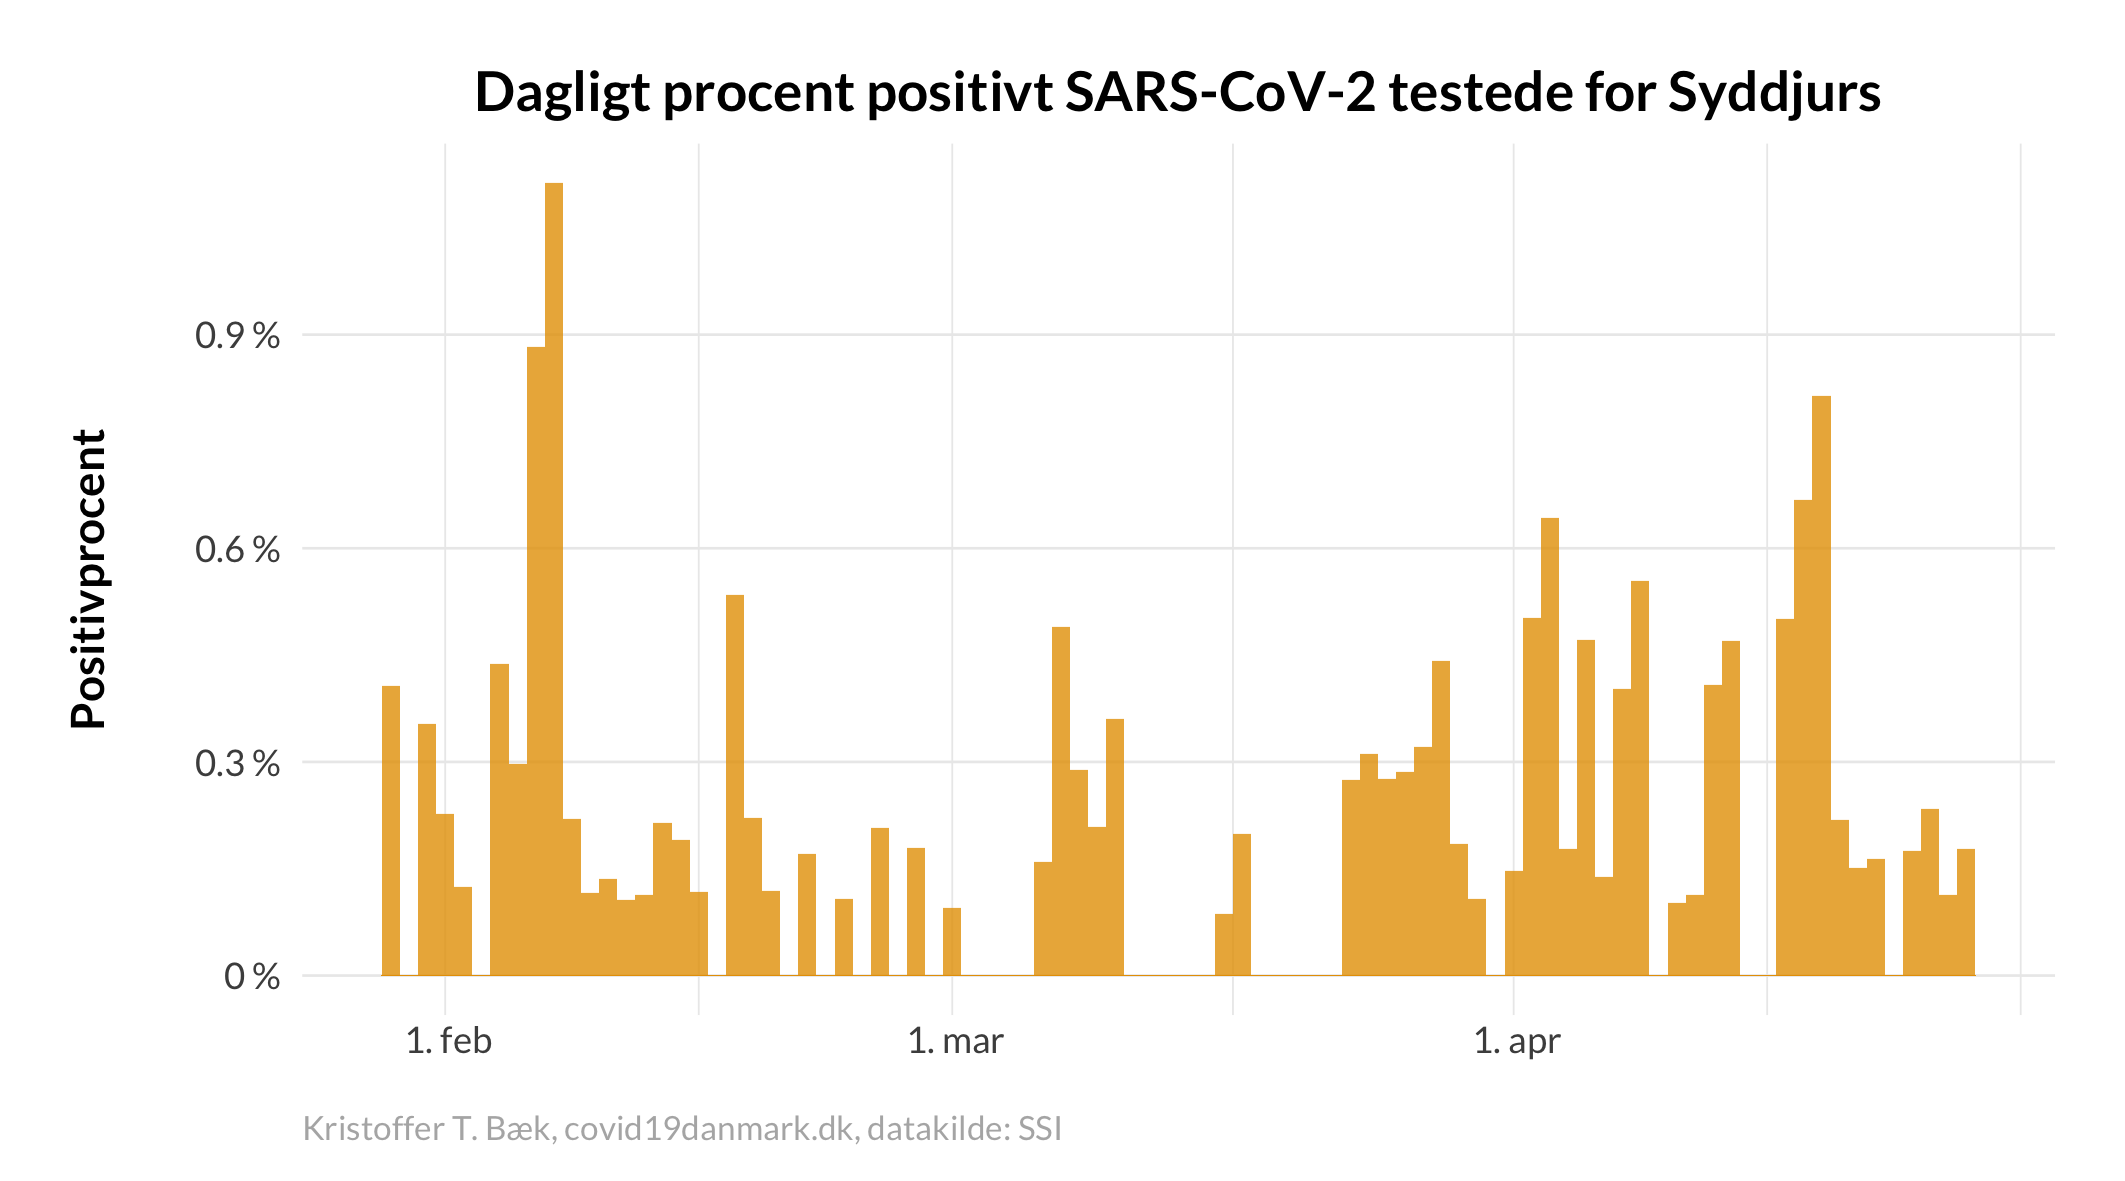 Dagligt procent positivt SARS-CoV-2 testede for Syddjurs
Positivprocent
0.9 %
0.6 %
0.3 %
0 %
1. feb
1. mar
1. apr
Kristoffer T. Bæk, covid19danmark.dk, datakilde: SSI